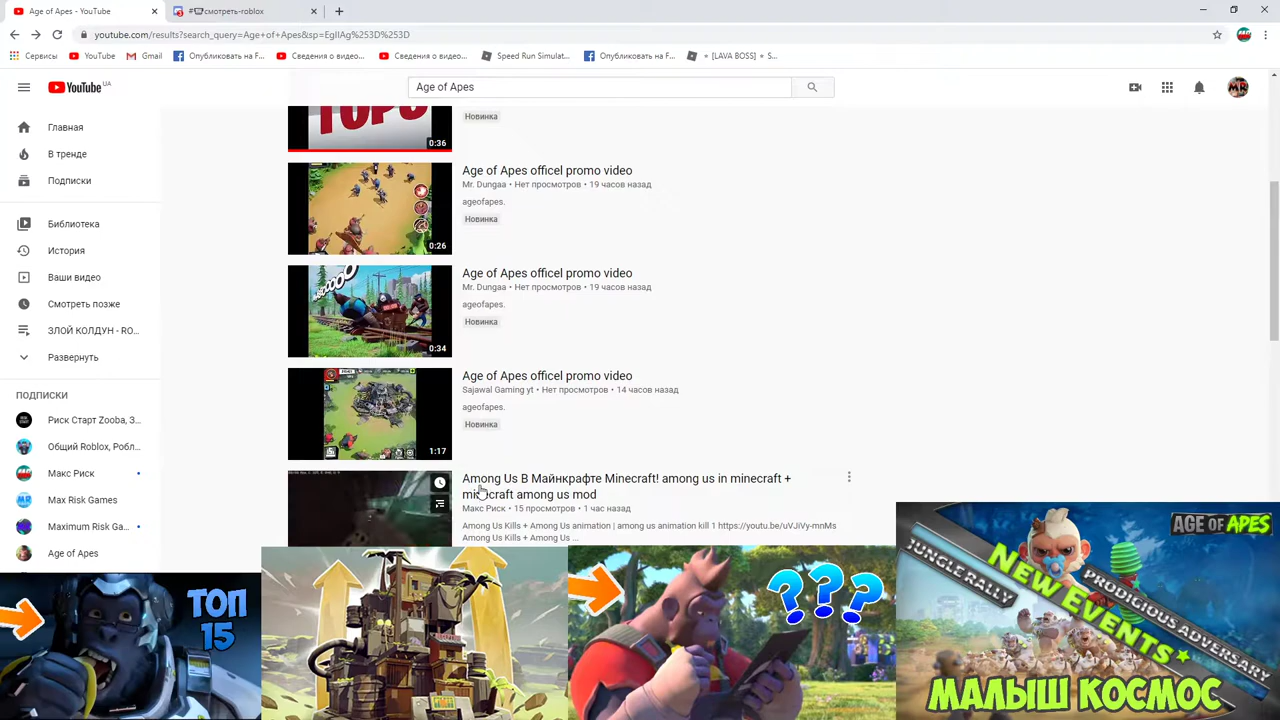 Age of Apes - YouTube
#смотреть-roblox
youtube.com/results?search_query=Age+of+Apes&sp=EgIIAg%253D%253D
Сервисы
YouTube
Gmail
Опубликовать на F...
Сведения о видео...
Сведения о видео...
Speed Run Simulat...
Опубликовать на F...
[LAVA BOSS]
YouTube UA
Age of Apes
MR
Главная
В тренде
Подписки
Библиотека
История
Ваши видео
Смотреть позже
ЗЛОЙ КОЛДУН - RO...
Развернуть
ПОДПИСКИ
Риск Старт Zooba, З...
Общий Roblox, Робл...
Макс Риск
Max Risk Games
Maximum Risk Ga...
Age of Apes
0:36
Новинка
Age of Apes officel promo video
Mr. Dungaa • Нет просмотров • 19 часов назад
ageofapes.
Новинка
0:26
Age of Apes officel promo video
Mr. Dungaa • Нет просмотров • 19 часов назад
ageofapes.
Новинка
0:34
Age of Apes officel promo video
Sajawal Gaming yt • Нет просмотров • 14 часов назад
ageofapes.
Новинка
1:17
Among Us В Майнкрафте Minecraft! among us in minecraft +
minecraft among us mod
Макс Риск • 15 просмотров • 1 час назад
Among Us Kills + Among Us animation | among us animation kill 1 https://youtu.be/uVJiVy-mnMs
Among Us Kills + Among Us ...
ТОП
15
???
AGE OF APES
JUNGLE RALLY
NEW EVENTS
PRODIGIOUS ADVERSARY
МАЛЫШ КОСМОС